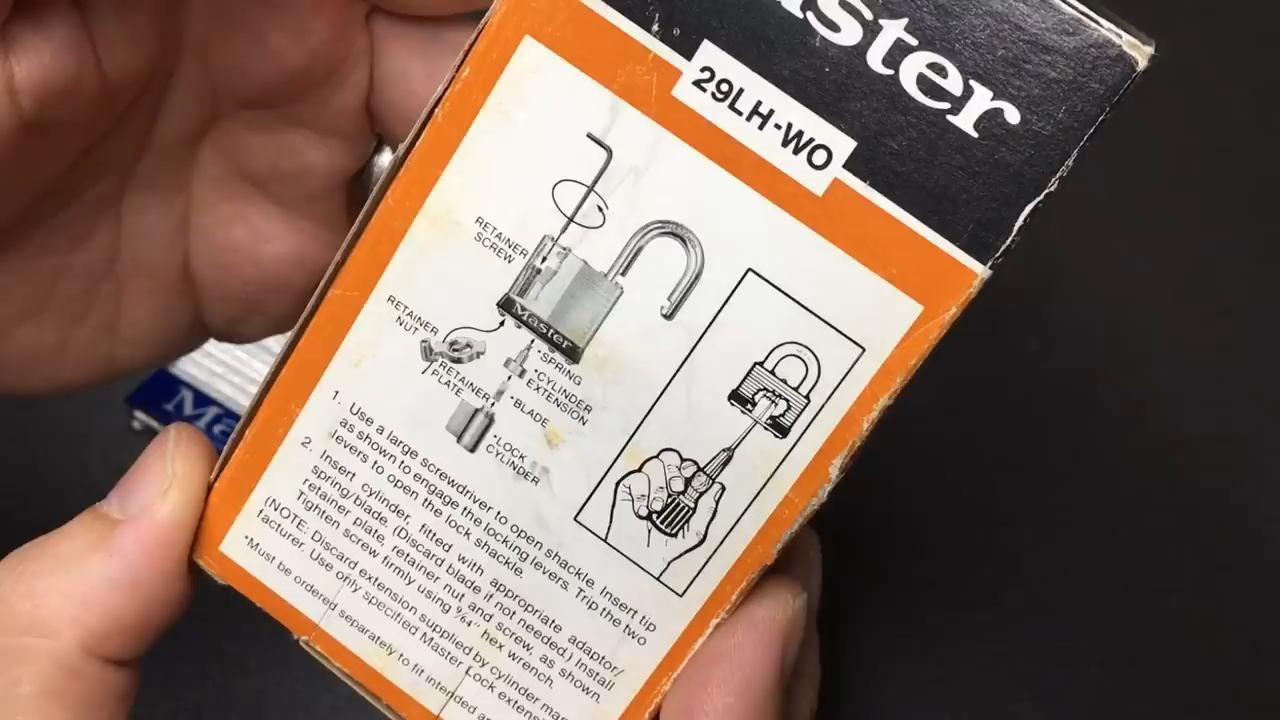 aster
29LH-WO
RETAINER
SCREW
RETAINER
NUT
Master
RETAINER
PLATE
*SPRING
*CYLINDER
EXTENSION
*BLADE
*LOCK
CYLINDER
1. Use a large screwdriver to open shackle. Insert tip
as shown to engage the locking levers. Trip the two
levers to open the lock shackle.
2. Insert cylinder, fitted with appropriate adaptor/
spring/blade. (Discard blade if not needed.) Install
retainer plate, retainer nut and screw, as shown.
Tighten screw firmly using 9/64" hex wrench.
(NOTE: Discard extension supplied by cylinder man
facturer. Use only specified Master Lock extensi
*Must be ordered separately to fit intended a
Ma